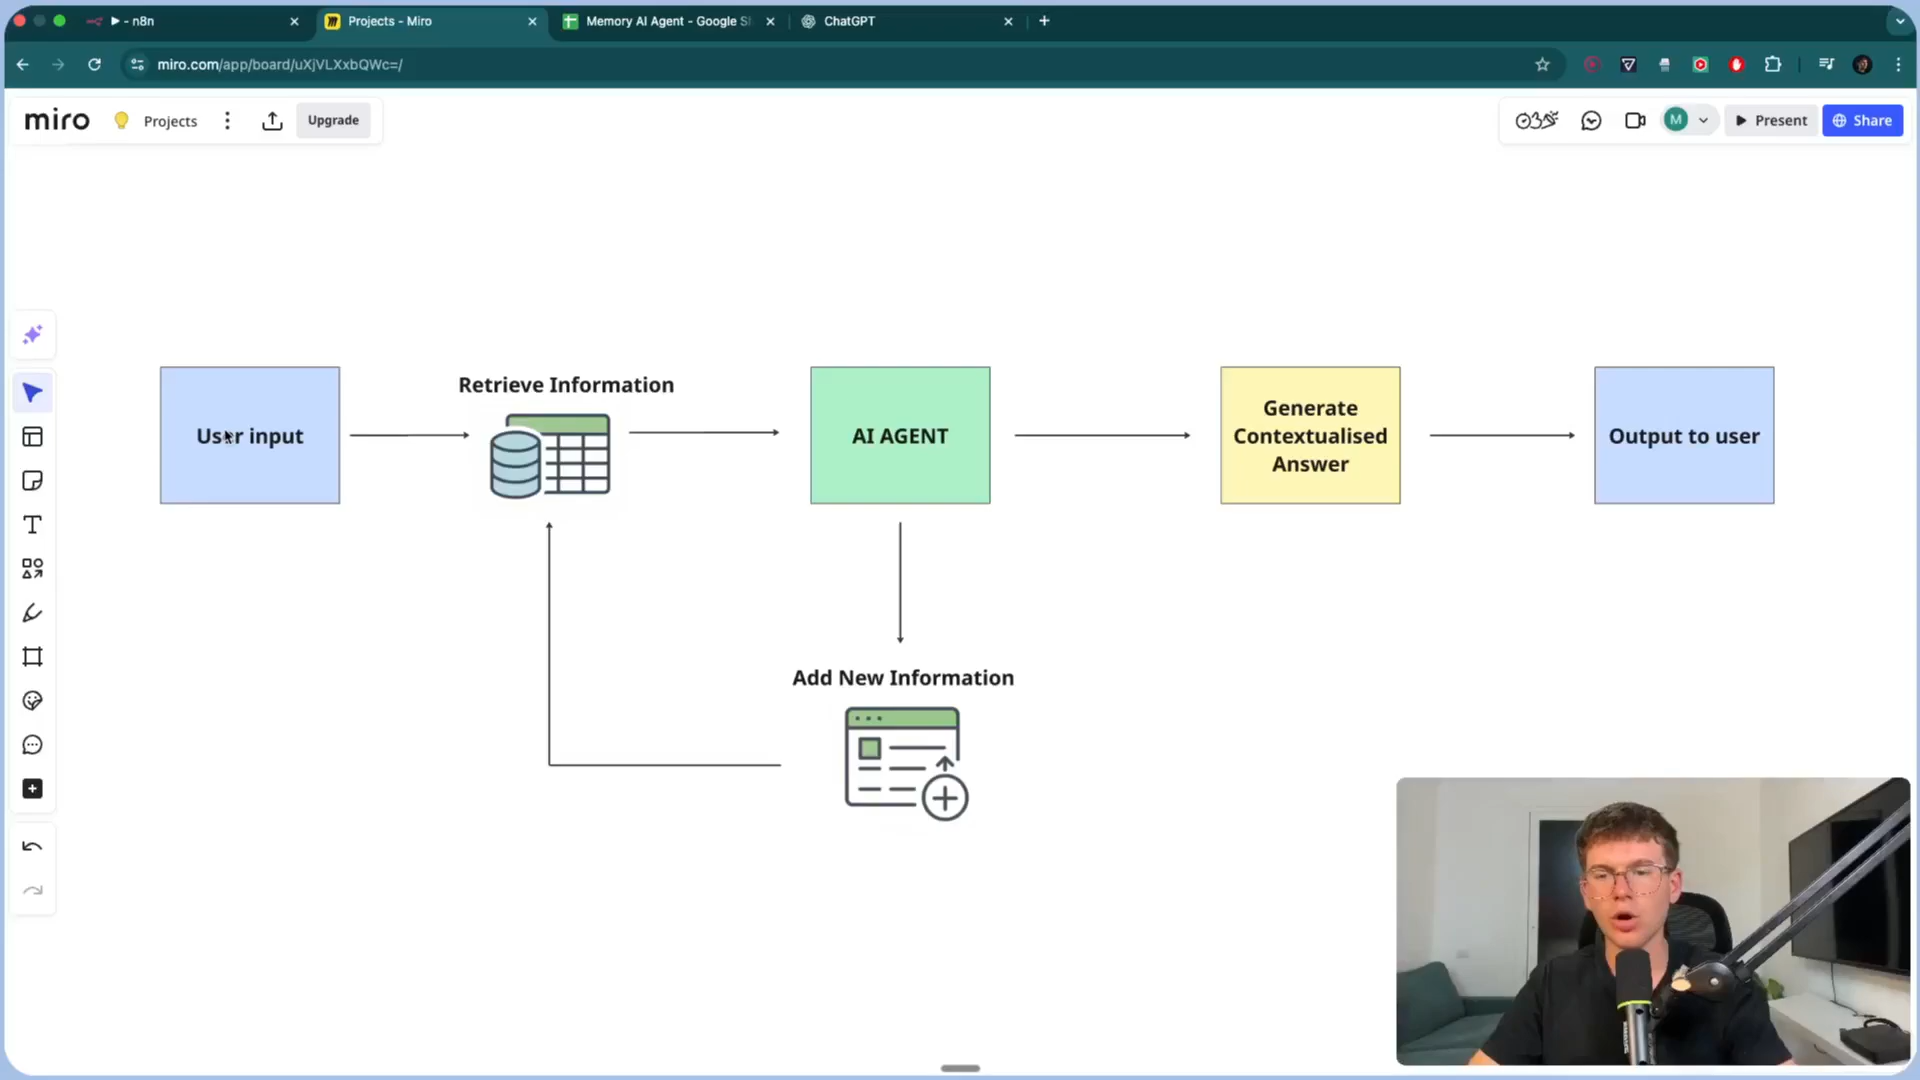 - n8n
Projects - Miro
Memory AI Agent - Google S
ChatGPT
miro.com/app/board/uXjVLXxbQWc=/
miro
Projects
Upgrade
M
Present
Share
User input
Retrieve Information
AI AGENT
Generate
Contextualised
Answer
Output to user
Add New Information